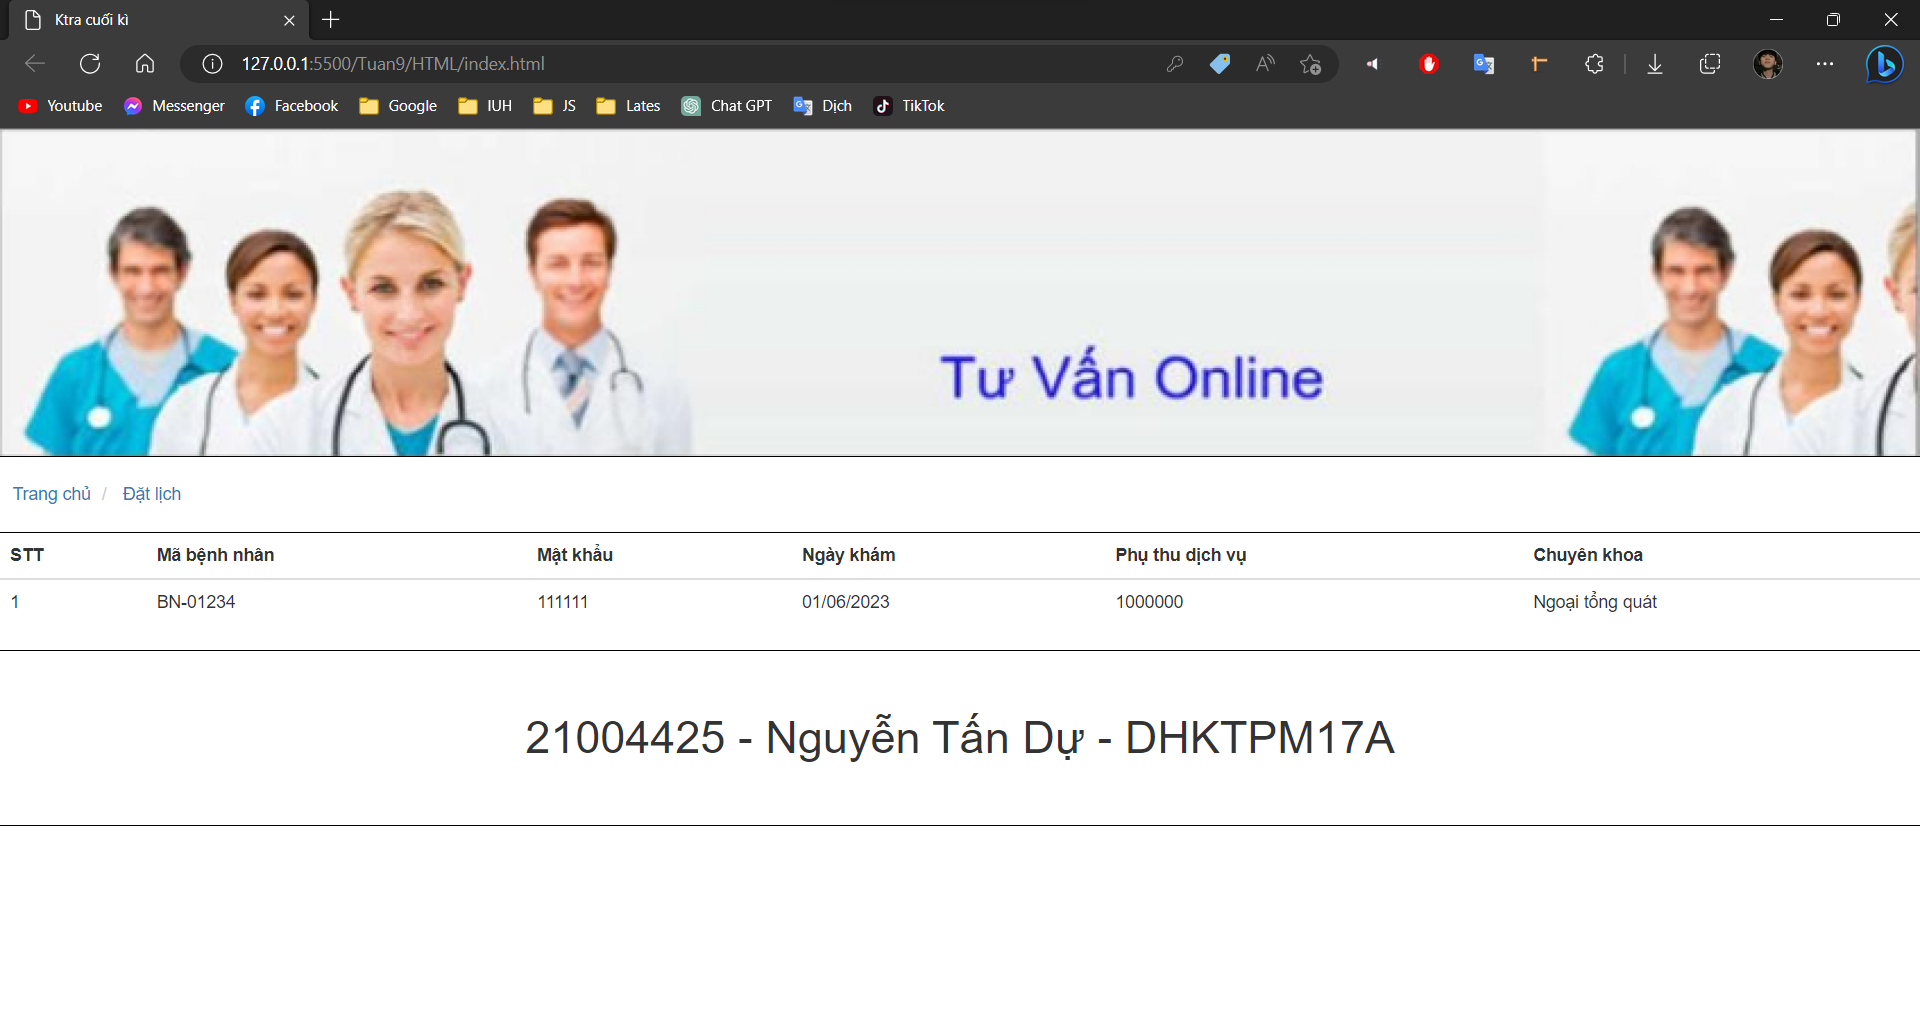 Ktra cuối kì
127.0.0.1:5500/Tuan9/HTML/index.html
Youtube Messenger Facebook Google IUH JS Lates Chat GPT Dịch TikTok
Tư Vấn Online
Trang chủ / Đặt lịch
STT Mã bệnh nhân Mật khẩu Ngày khám Phụ thu dịch vụ Chuyên khoa
1 BN-01234 111111 01/06/2023 1000000 Ngoại tổng quát
21004425 - Nguyễn Tấn Dự - DHKTPM17A